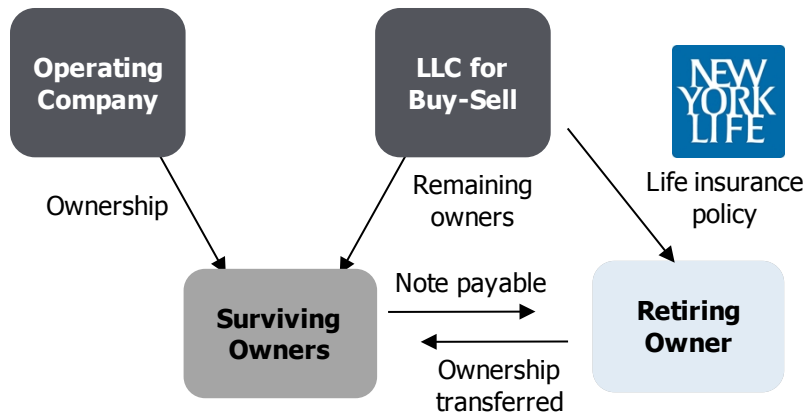 Operating
Company
LLC for
Buy-Sell
NEW
YORK
LIFE
Ownership
Remaining
owners
Life insurance
policy
Surviving
Owners
Note payable
Ownership
transferred
Retiring
Owner